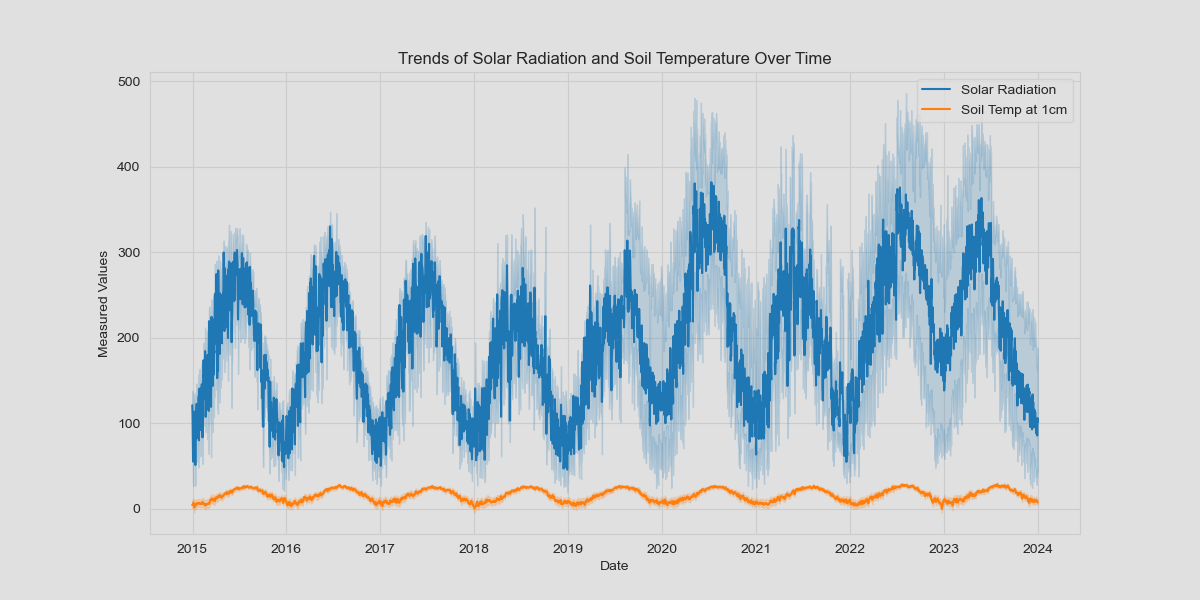 Trends of Solar Radiation and Soil Temperature Over Time
Solar Radiation
Soil Temp at 1cm
Measured Values
500
400
300
200
100
0
2015 2016 2017 2018 2019 2020 2021 2022 2023 2024
Date